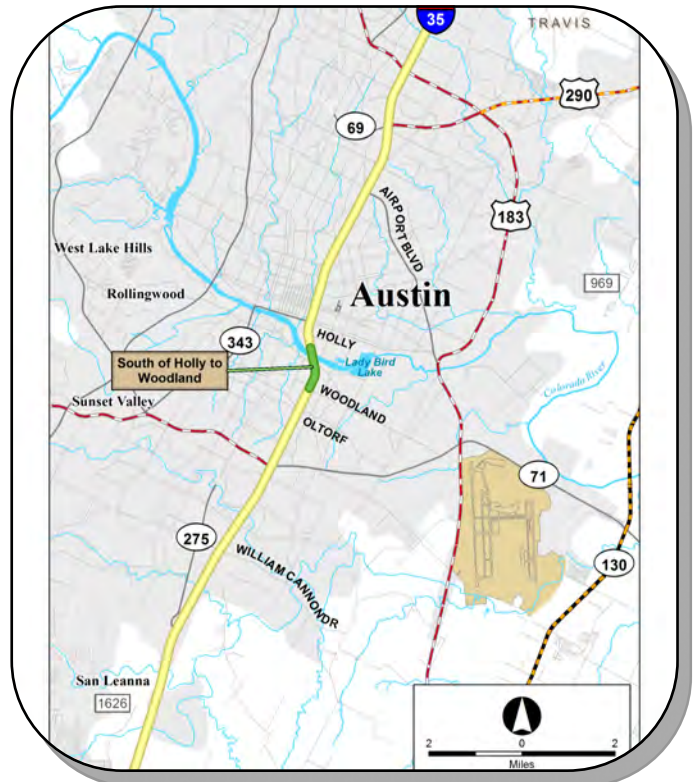 35
TRAVIS
290
69
183
AIRPORT BLVD
West Lake Hills
969
Rollingwood
Austin
HOLLY
343
South of Holly to
Woodland
Lady Bird
Lake
Colorado River
Sunset Valley
WOODLAND
OLTORF
71
275
WILLIAM CANNON DR
130
San Leanna
1626
2 0 2
Miles